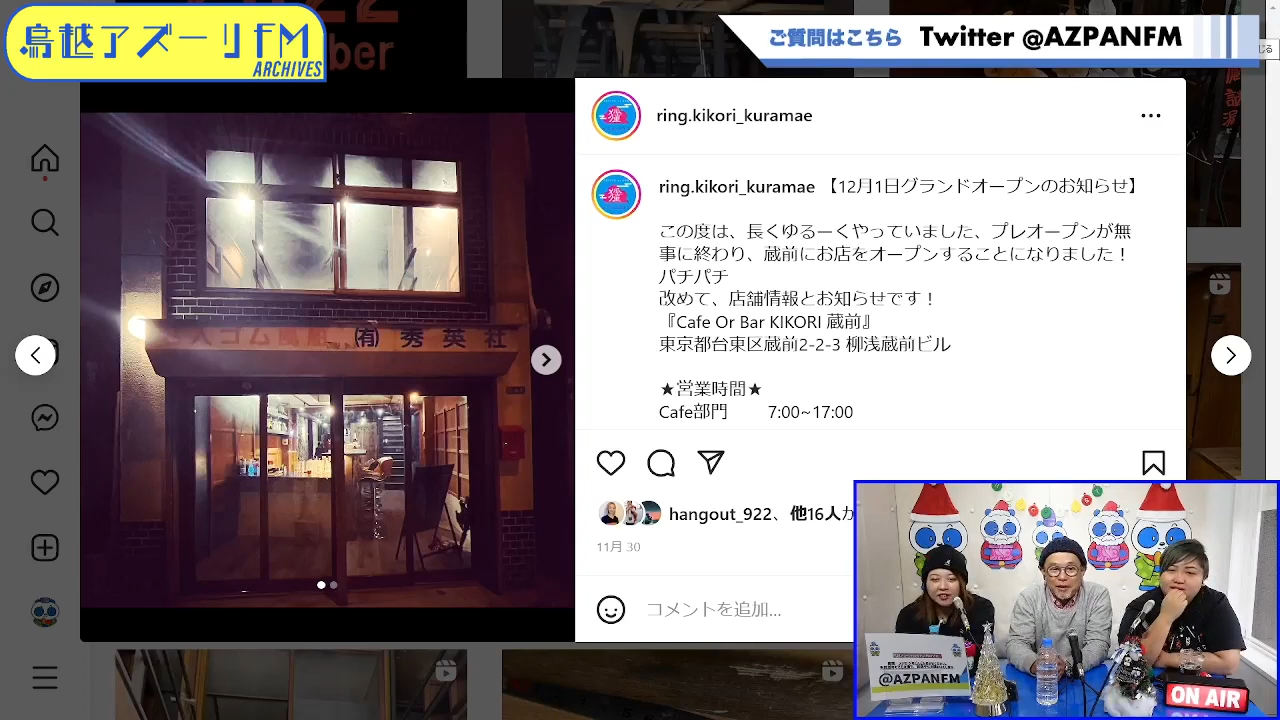 鳥越アズーリFM
ARCHIVES
ber
ご質問はこちら Twitter @AZPANFM
ring.kikori_kuramae
ring.kikori_kuramae 【12月1日グランドオープンのお知らせ】
この度は、長くゆるーくやっていました、プレオープンが無
事に終わり、蔵前にお店をオープンすることになりました！
パチパチ
改めて、店舗情報とお知らせです！
『Cafe Or Bar KIKORI 蔵前』
東京都台東区蔵前2-2-3 柳浅蔵前ビル
★営業時間★
Cafe部門 7:00~17:00
㈲ 秀英社
hangout_922、他16人が
11月 30
コメントを追加...
@AZPANFM
ON AIR